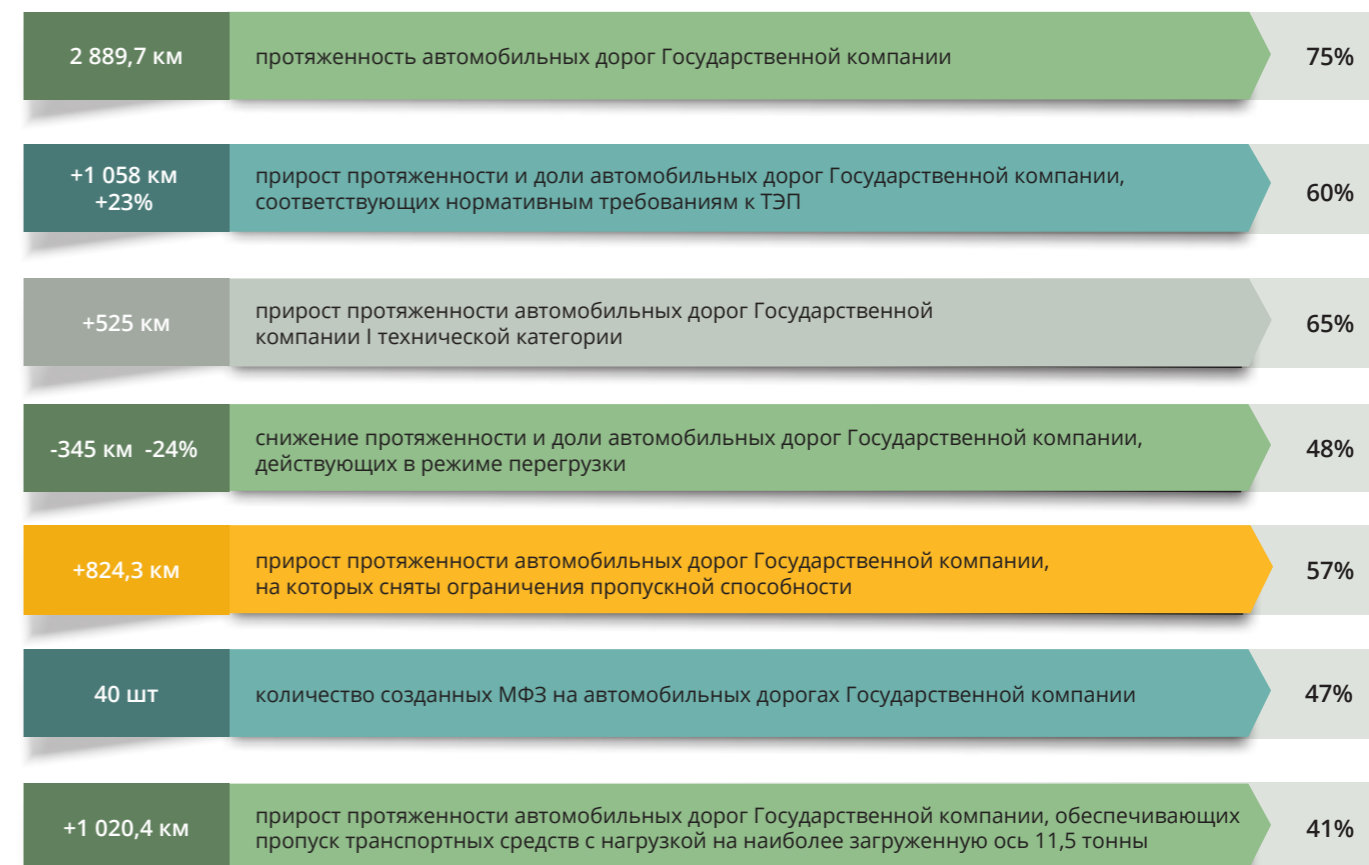 2 889,7 км
протяженность автомобильных дорог Государственной компании
75%
+1 058 км
+23%
прирост протяженности и доли автомобильных дорог Государственной компании,
соответствующих нормативным требованиям к ТЭП
60%
+525 км
прирост протяженности автомобильных дорог Государственной
компании I технической категории
65%
-345 км -24%
снижение протяженности и доли автомобильных дорог Государственной компании,
действующих в режиме перегрузки
48%
+824,3 км
прирост протяженности автомобильных дорог Государственной компании,
на которых сняты ограничения пропускной способности
57%
40 шт
количество созданных МФЗ на автомобильных дорогах Государственной компании
47%
+1 020,4 км
прирост протяженности автомобильных дорог Государственной компании, обеспечивающих
пропуск транспортных средств с нагрузкой на наиболее загруженную ось 11,5 тонны
41%